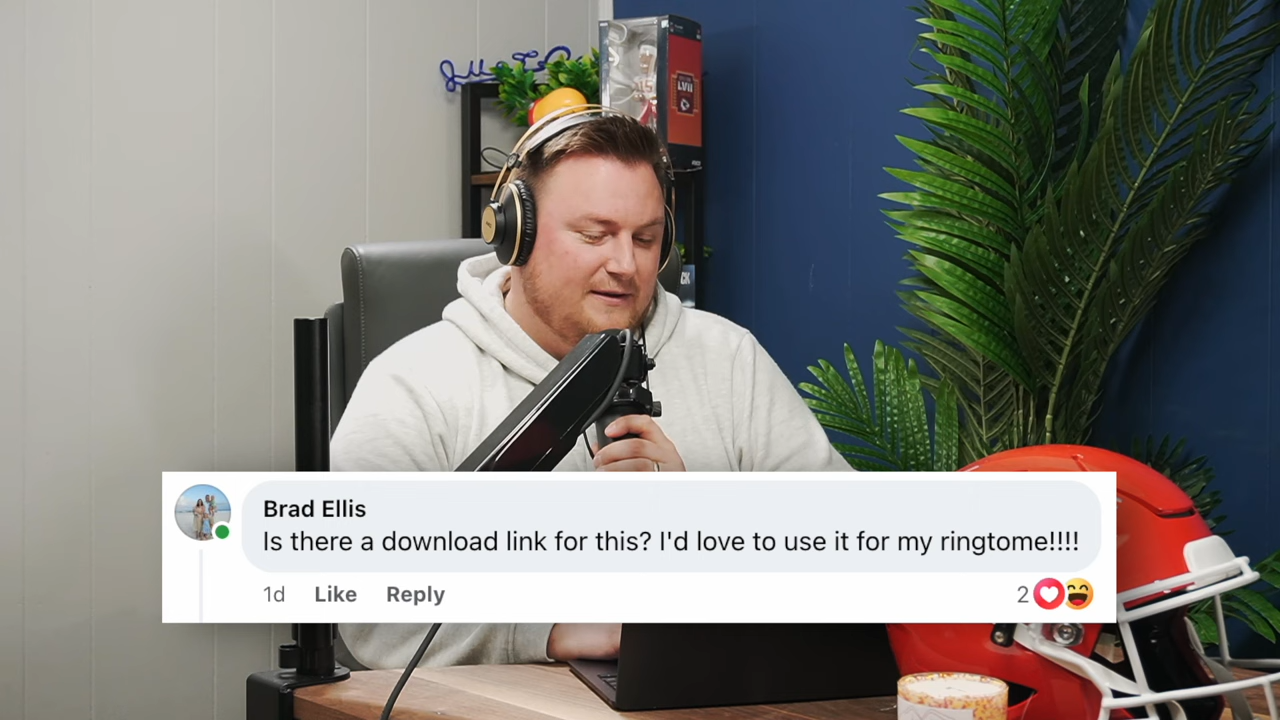 LVII
Brad Ellis
Is there a download link for this? I'd love to use it for my ringtome!!!!
1d Like Reply 2